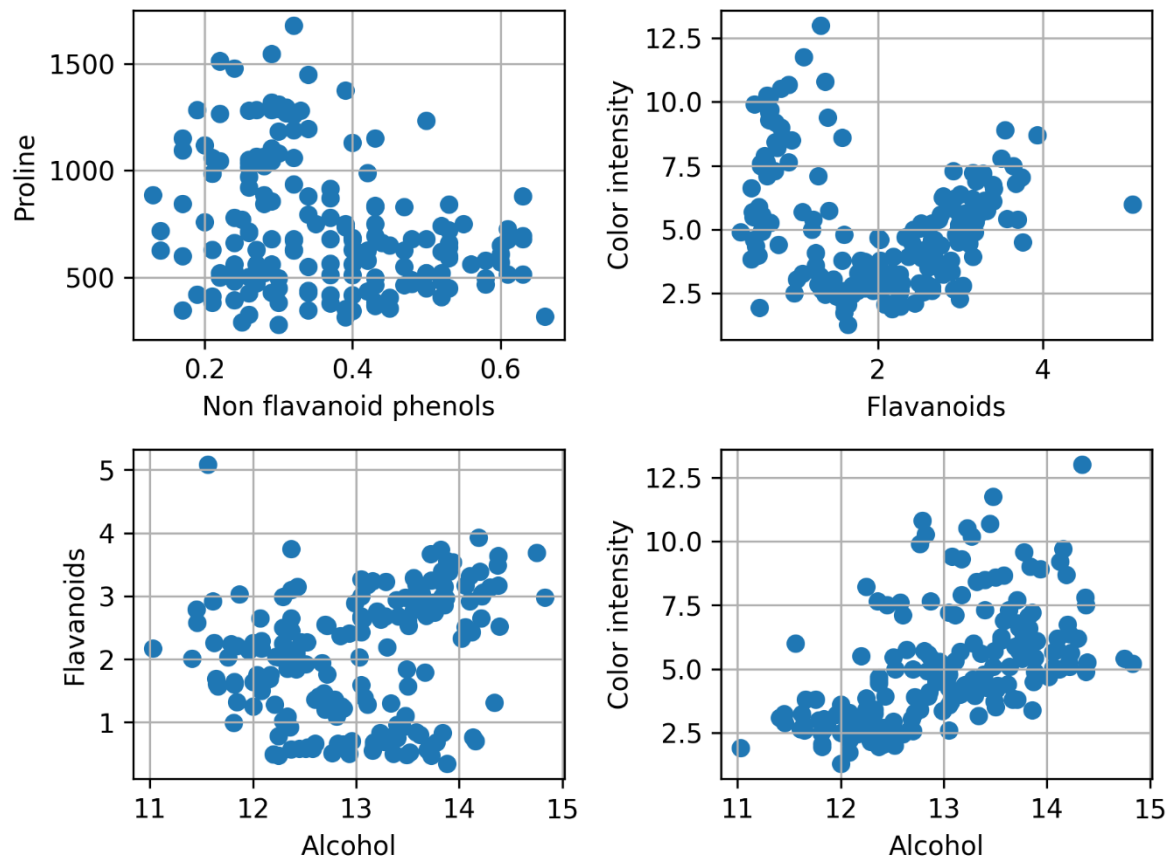 1500
1000
500
Proline
0.2 0.4 0.6
Non flavanoid phenols
12.5
10.0
7.5
5.0
2.5
Color intensity
2 4
Flavanoids
5
4
3
2
1
Flavanoids
11 12 13 14 15
Alcohol
12.5
10.0
7.5
5.0
2.5
Color intensity
11 12 13 14 15
Alcohol